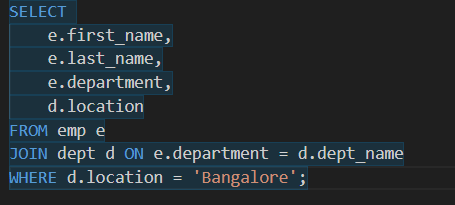 SELECT
    e.first_name,
    e.last_name,
    e.department,
    d.location
FROM emp e
JOIN dept d ON e.department = d.dept_name
WHERE d.location = 'Bangalore';